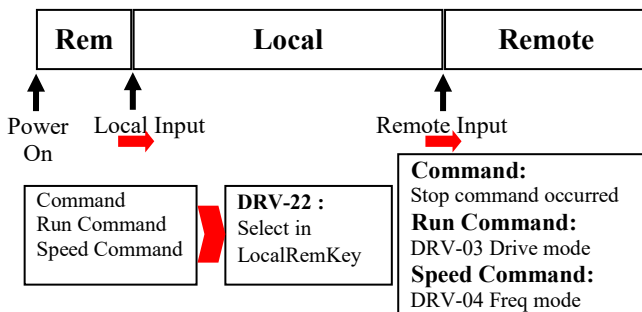 Rem Local Remote
Power On
Local Input
Remote Input
Command
Run Command
Speed Command
DRV-22 :
Select in
LocalRemKey
Command:
Stop command occurred
Run Command:
DRV-03 Drive mode
Speed Command:
DRV-04 Freq mode